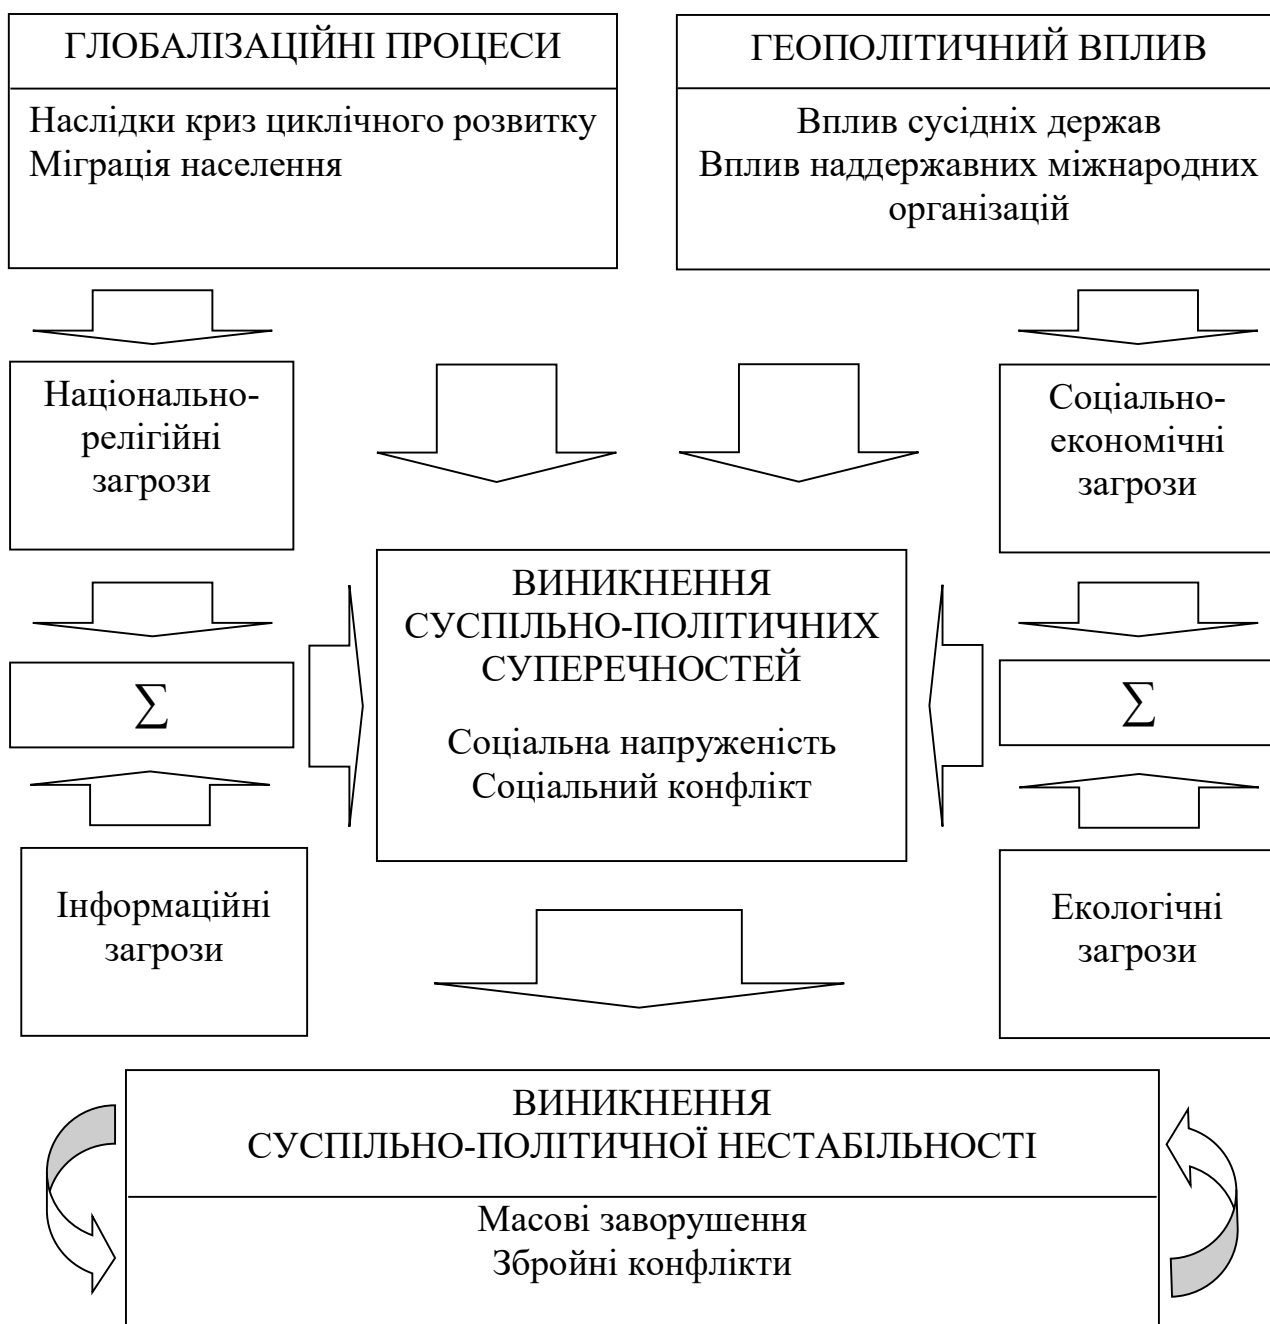 ГЛОБАЛІЗАЦІЙНІ ПРОЦЕСИ
Наслідки криз циклічного розвитку
Міграція населення
ГЕОПОЛІТИЧНИЙ ВПЛИВ
Вплив сусідніх держав
Вплив наддержавних міжнародних
організацій
Національно-
релігійні
загрози
Соціально-
економічні
загрози
ВИНИКНЕННЯ
СУСПІЛЬНО-ПОЛІТИЧНИХ
СУПЕРЕЧНОСТЕЙ
Соціальна напруженість
Соціальний конфлікт
∑
∑
Інформаційні
загрози
Екологічні
загрози
ВИНИКНЕННЯ
СУСПІЛЬНО-ПОЛІТИЧНОЇ НЕСТАБІЛЬНОСТІ
Масові заворушення
Збройні конфлікти